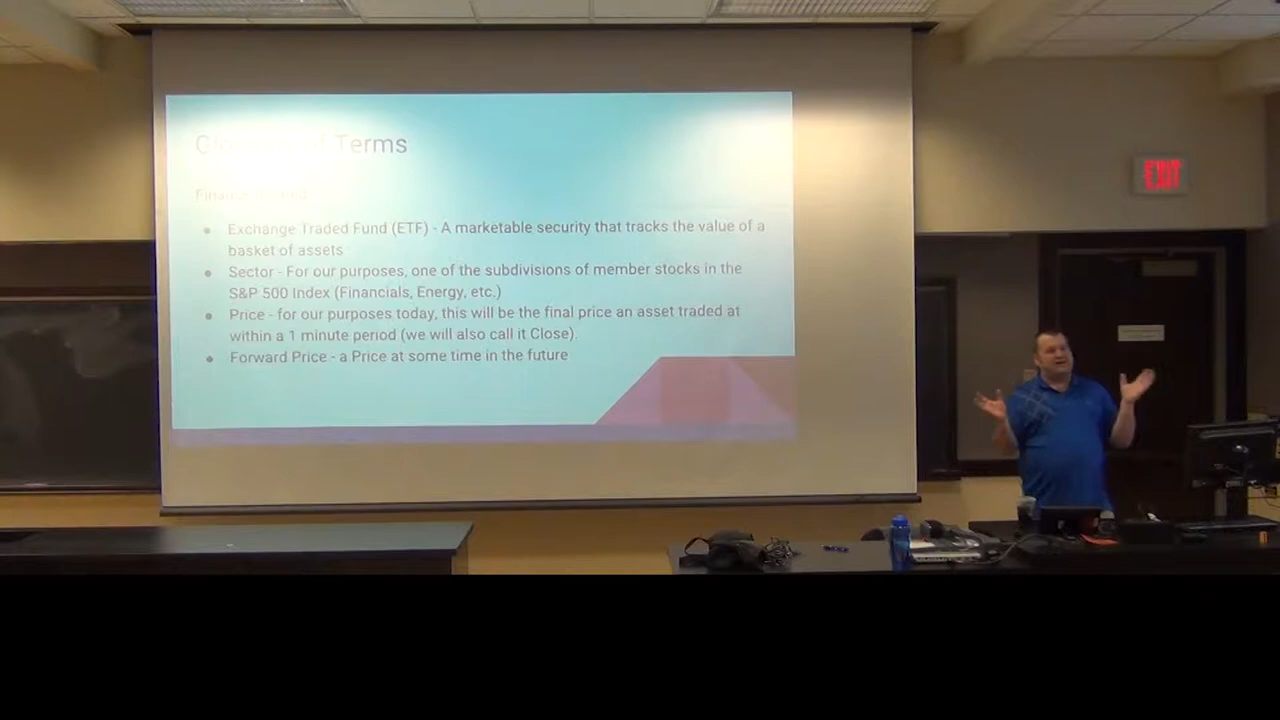 Glossary of Terms
● Exchange Traded Fund (ETF) - A marketable security that tracks the value of a
basket of assets
● Sector - For our purposes, one of the subdivisions of member stocks in the
S&P 500 Index (Financials, Energy, etc.)
● Price - for our purposes today, this will be the final price an asset traded at
within a 1 minute period (we will also call it Close).
● Forward Price - a Price at some time in the future
EXIT